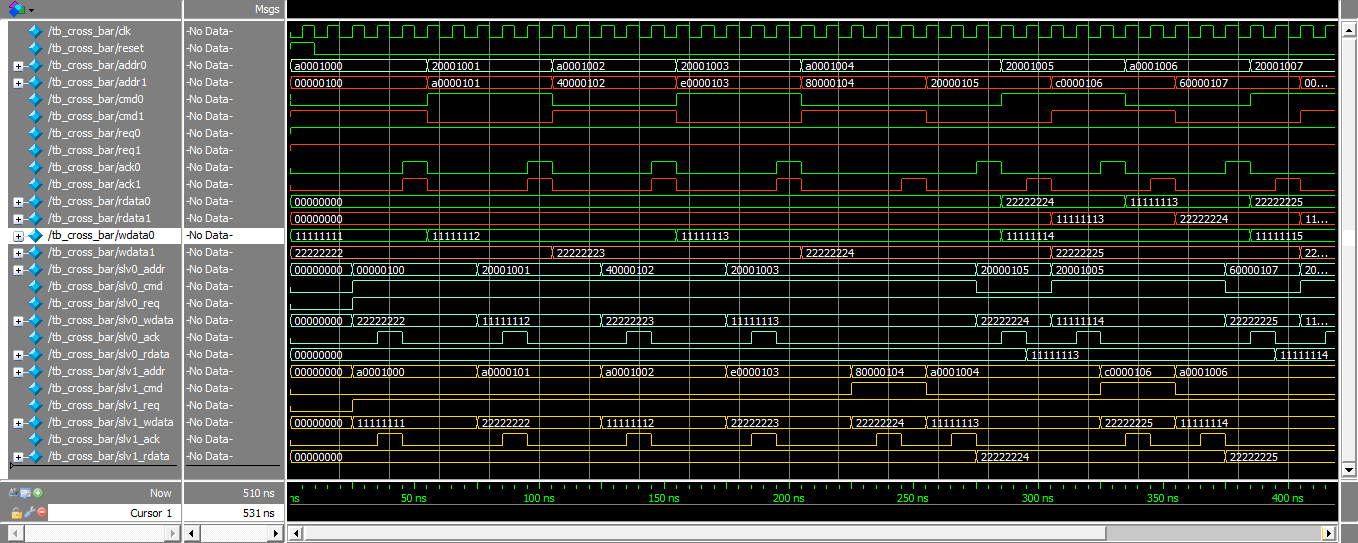 Msgs
/tb_cross_bar/clk -No Data-
/tb_cross_bar/reset -No Data-
/tb_cross_bar/addr0 -No Data- a0001000 20001001 a0001002 20001003 a0001004 20001005 a0001006 20001007
/tb_cross_bar/addr1 -No Data- 00000100 a0000101 40000102 e0000103 80000104 20000105 c0000106 60000107 00...
/tb_cross_bar/cmd0 -No Data-
/tb_cross_bar/cmd1 -No Data-
/tb_cross_bar/req0 -No Data-
/tb_cross_bar/req1 -No Data-
/tb_cross_bar/ack0 -No Data-
/tb_cross_bar/ack1 -No Data-
/tb_cross_bar/rdata0 -No Data- 00000000 22222224 11111113 22222225
/tb_cross_bar/rdata1 -No Data- 00000000 11111113 22222224 11...
/tb_cross_bar/wdata0 -No Data- 11111111 11111112 11111113 11111114 11111115
/tb_cross_bar/wdata1 -No Data- 22222222 22222223 22222224 22222225 22...
/tb_cross_bar/slv0_addr -No Data- 00000000 00000100 20001001 40000102 20001003 20000105 20001005 60000107 20...
/tb_cross_bar/slv0_cmd -No Data-
/tb_cross_bar/slv0_req -No Data-
/tb_cross_bar/slv0_wdata -No Data- 00000000 22222222 11111112 22222223 11111113 22222224 11111114 22222225 11...
/tb_cross_bar/slv0_ack -No Data-
/tb_cross_bar/slv0_rdata -No Data- 00000000 11111113 11111114
/tb_cross_bar/slv1_addr -No Data- 00000000 a0001000 a0000101 a0001002 e0000103 80000104 a0001004 c0000106 a0001006
/tb_cross_bar/slv1_cmd -No Data-
/tb_cross_bar/slv1_req -No Data-
/tb_cross_bar/slv1_wdata -No Data- 00000000 11111111 22222222 11111112 22222223 22222224 11111113 22222225 11111114
/tb_cross_bar/slv1_ack -No Data-
/tb_cross_bar/slv1_rdata -No Data- 00000000 22222224 22222225
Now 510 ns ns 50 ns 100 ns 150 ns 200 ns 250 ns 300 ns 350 ns 400 ns
Cursor 1 531 ns